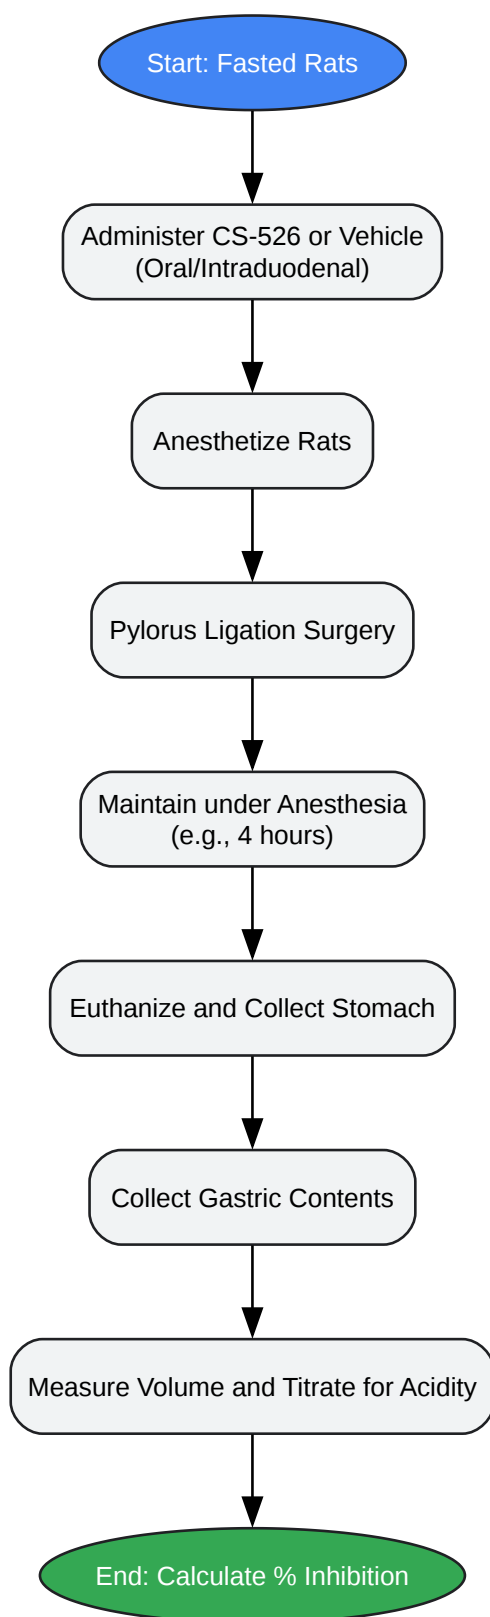 Start: Fasted Rats
Administer CS-526 or Vehicle
(Oral/Intraduodenal)
Anesthetize Rats
Pylorus Ligation Surgery
Maintain under Anesthesia
(e.g., 4 hours)
Euthanize and Collect Stomach
Collect Gastric Contents
Measure Volume and Titrate for Acidity
End: Calculate % Inhibition